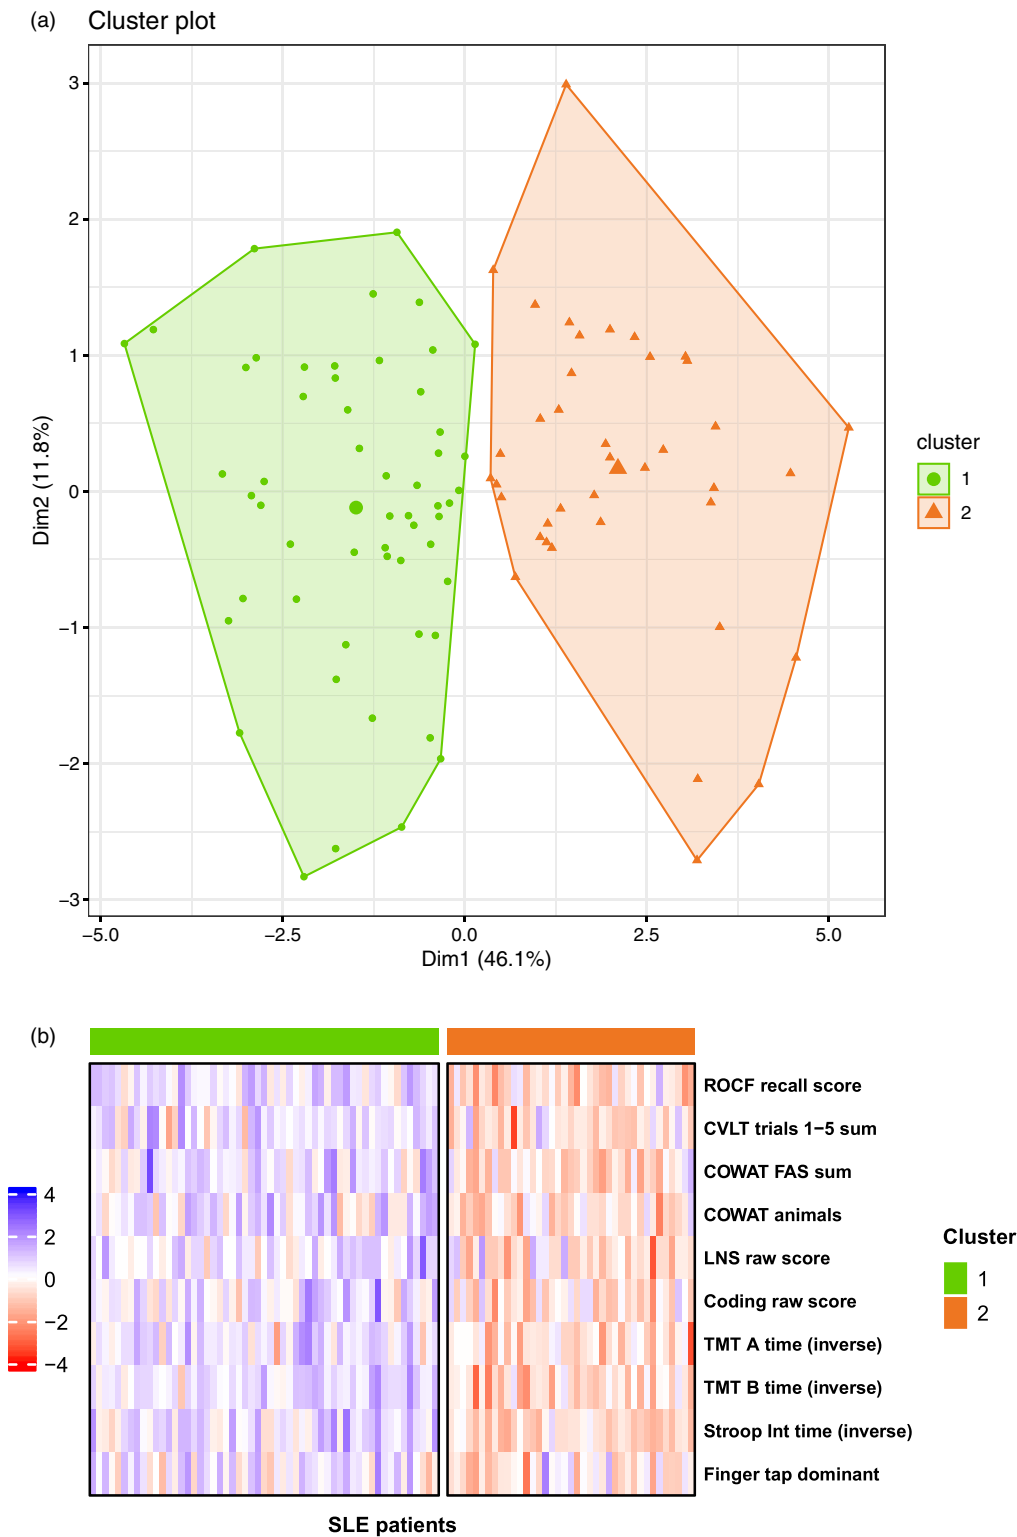 (a) Cluster plot
3
2
1
0
−1
−2
−3
Dim2 (11.8%)
−5.0 −2.5 0.0 2.5 5.0
Dim1 (46.1%)
cluster
1
2
(b)
ROCF recall score
CVLT trials 1−5 sum
COWAT FAS sum
COWAT animals
LNS raw score
Coding raw score
TMT A time (inverse)
TMT B time (inverse)
Stroop Int time (inverse)
Finger tap dominant
4
2
0
−2
−4
Cluster
1
2
SLE patients